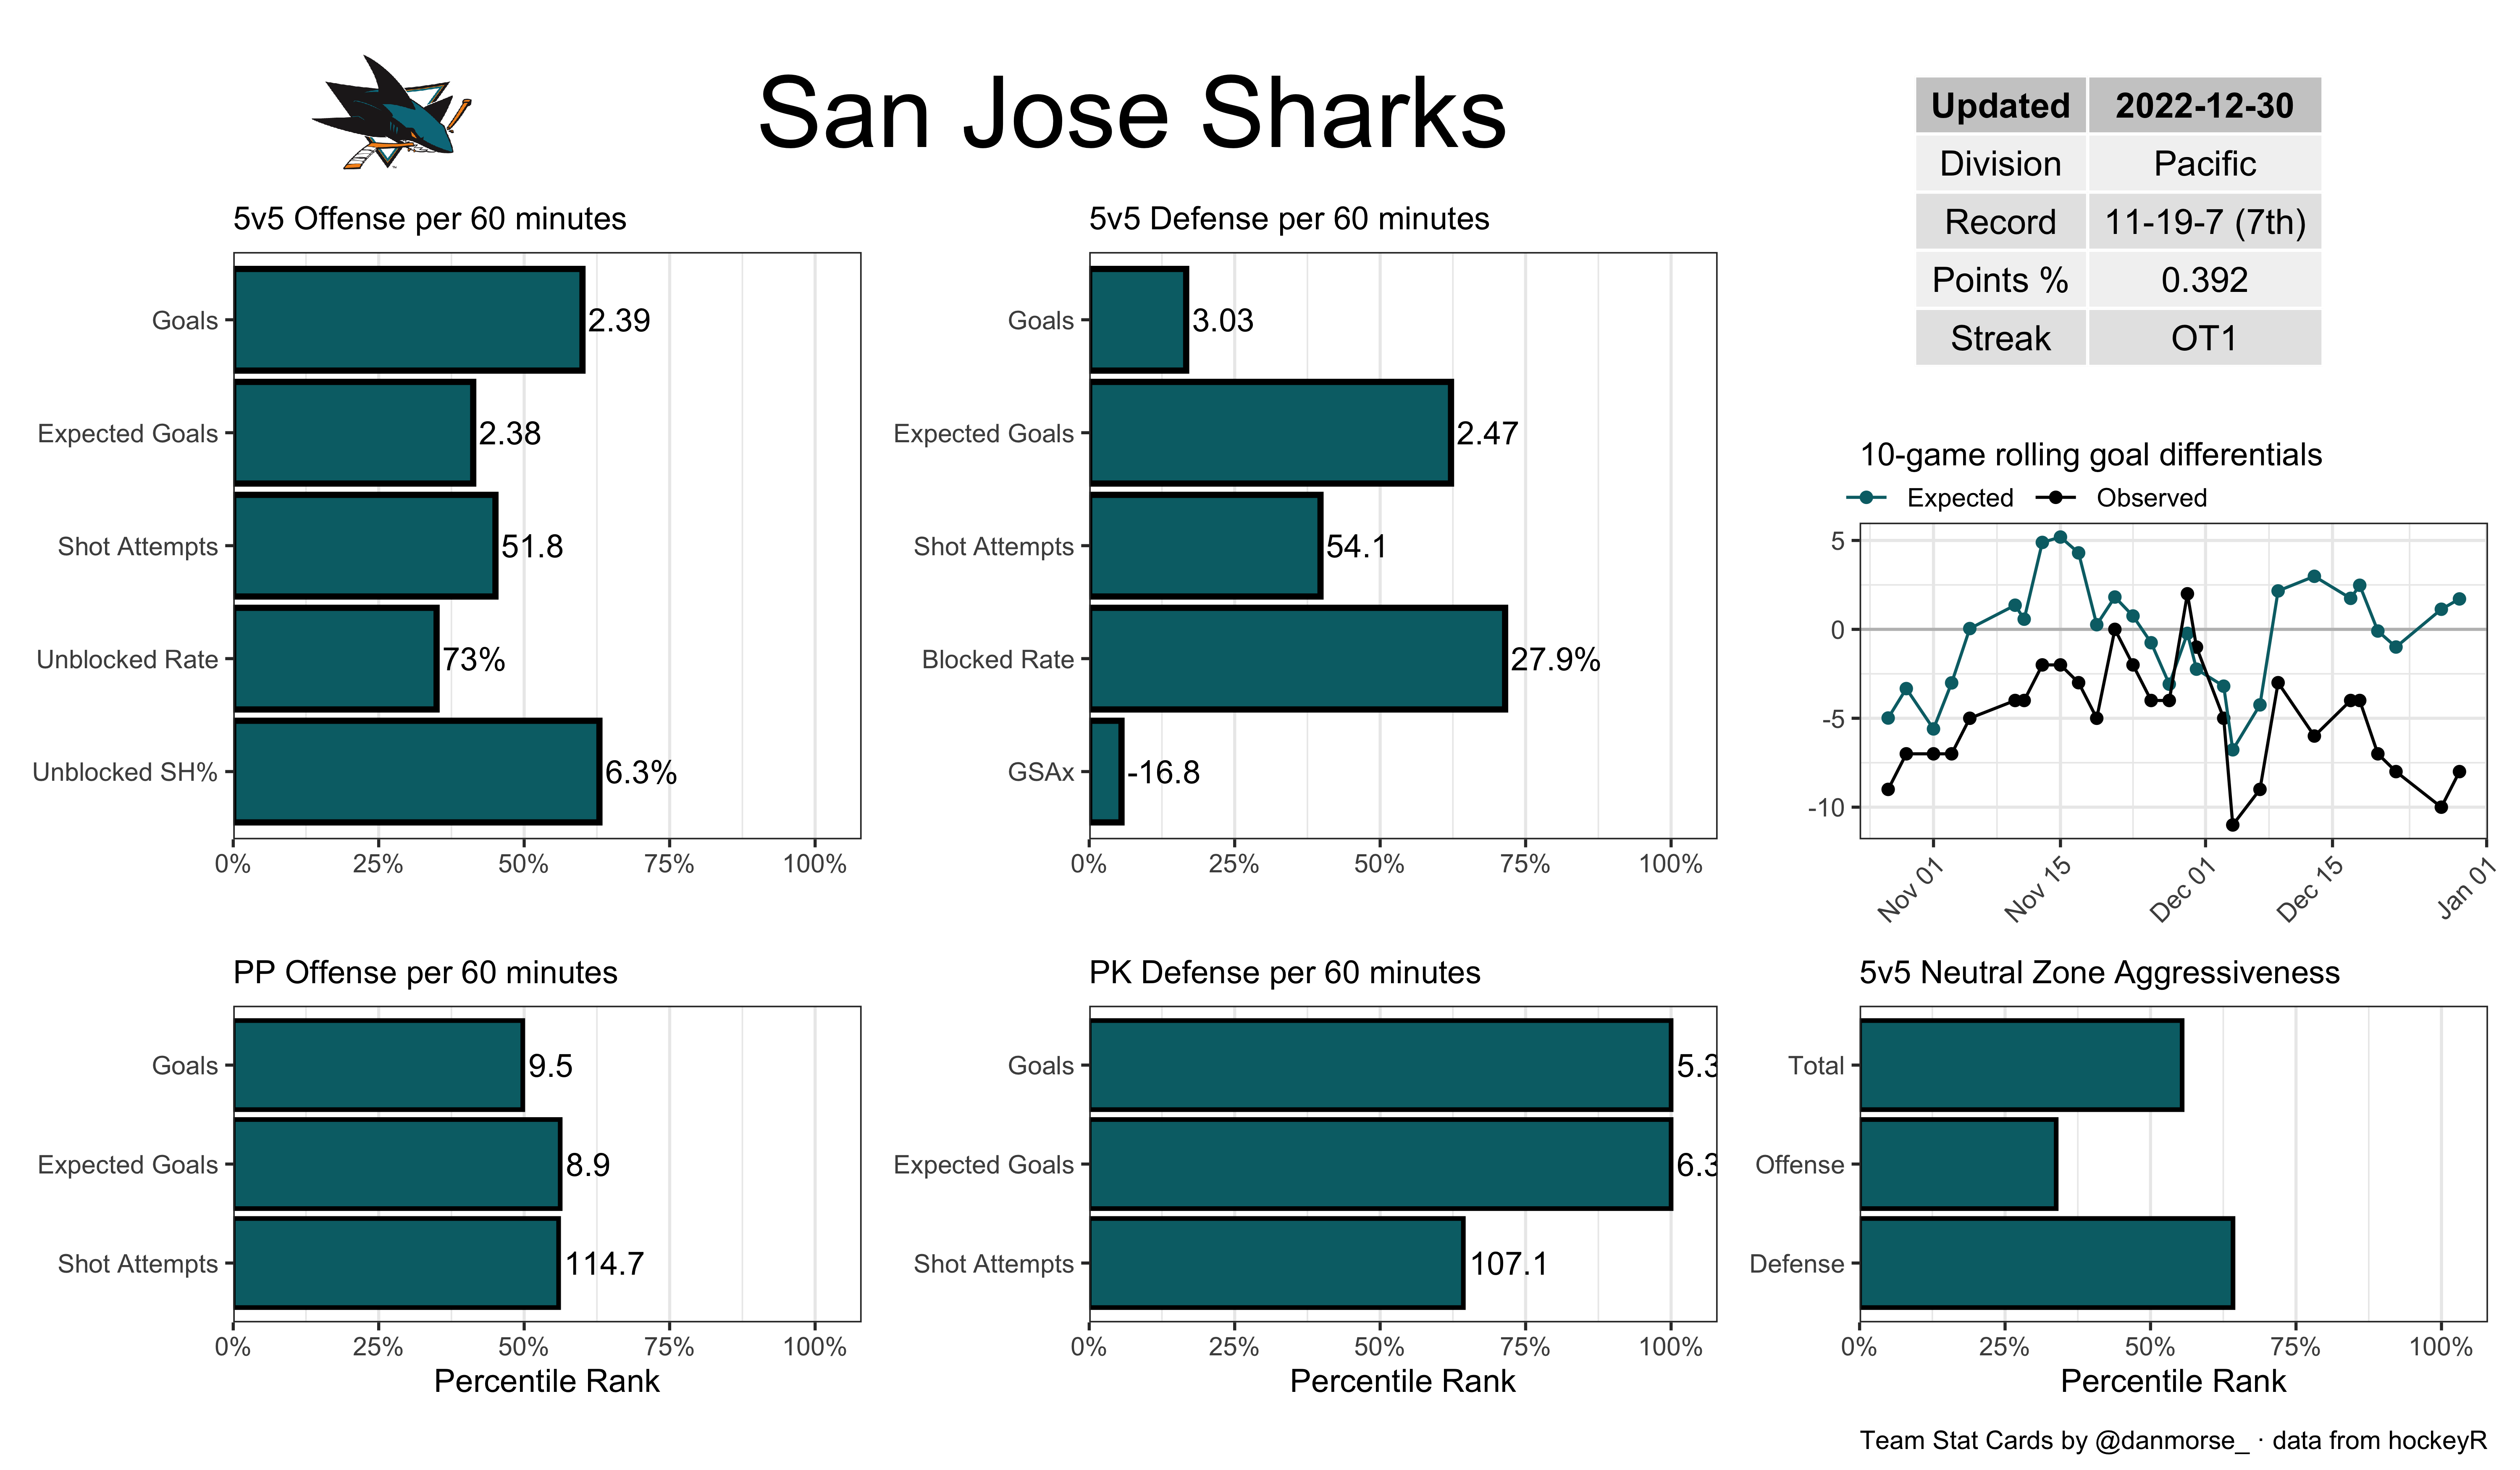 San Jose Sharks
Updated 2022-12-30
Division Pacific
Record 11-19-7 (7th)
Points % 0.392
Streak OT1
5v5 Offense per 60 minutes
Goals 2.39
Expected Goals 2.38
Shot Attempts 51.8
Unblocked Rate 73%
Unblocked SH% 6.3%
0% 25% 50% 75% 100%
5v5 Defense per 60 minutes
Goals 3.03
Expected Goals 2.47
Shot Attempts 54.1
Blocked Rate 27.9%
GSAx -16.8
0% 25% 50% 75% 100%
10-game rolling goal differentials
Expected Observed
5
0
-5
-10
Nov 01 Nov 15 Dec 01 Dec 15 Jan 01
PP Offense per 60 minutes
Goals 9.5
Expected Goals 8.9
Shot Attempts 114.7
0% 25% 50% 75% 100%
Percentile Rank
PK Defense per 60 minutes
Goals 5.3
Expected Goals 6.3
Shot Attempts 107.1
0% 25% 50% 75% 100%
Percentile Rank
5v5 Neutral Zone Aggressiveness
Total
Offense
Defense
0% 25% 50% 75% 100%
Percentile Rank
Team Stat Cards by @danmorse_ · data from hockeyR